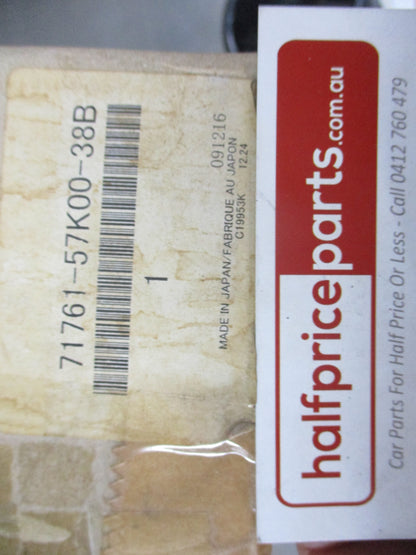 71761-57K00-38B
1
091216
MADE IN JAPAN/FABRIQUE AU JAPON
C19953K 12.24
halfpriceparts.com.au
Car Parts For Half Price Or Less - Call 0412 760 479